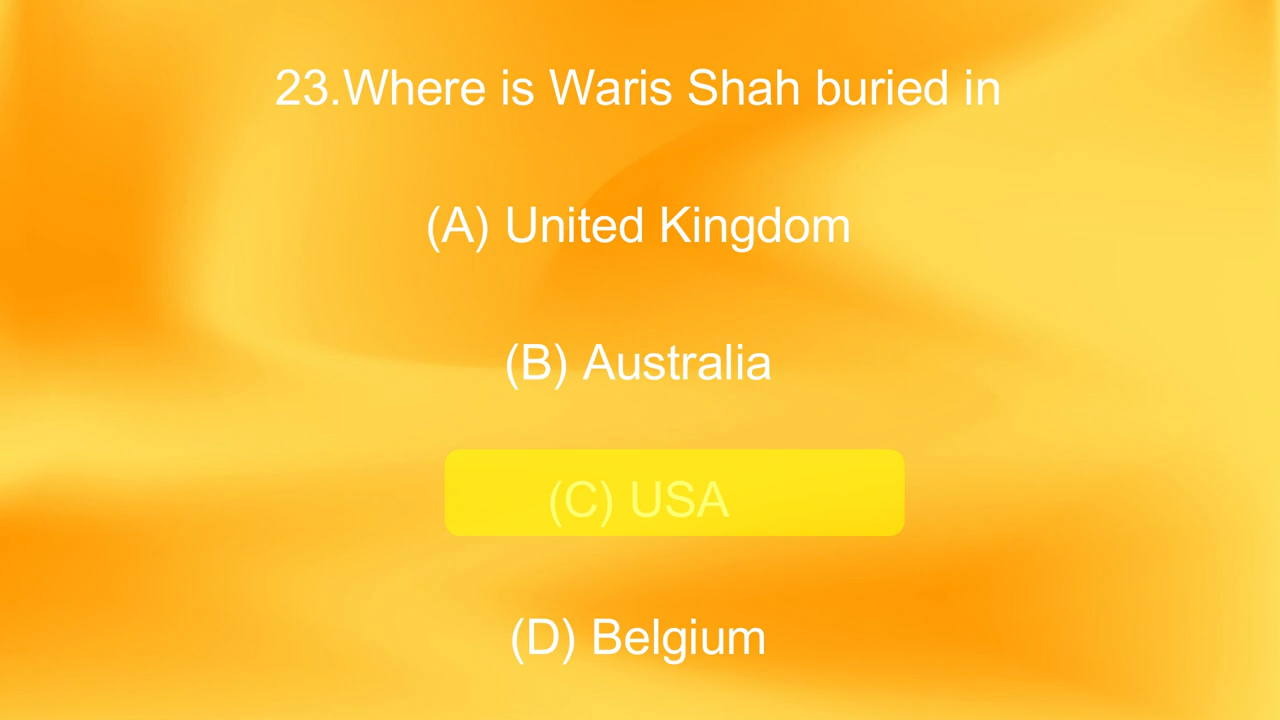 23.Where is Waris Shah buried in
(A) United Kingdom
(B) Australia
(C) USA
(D) Belgium